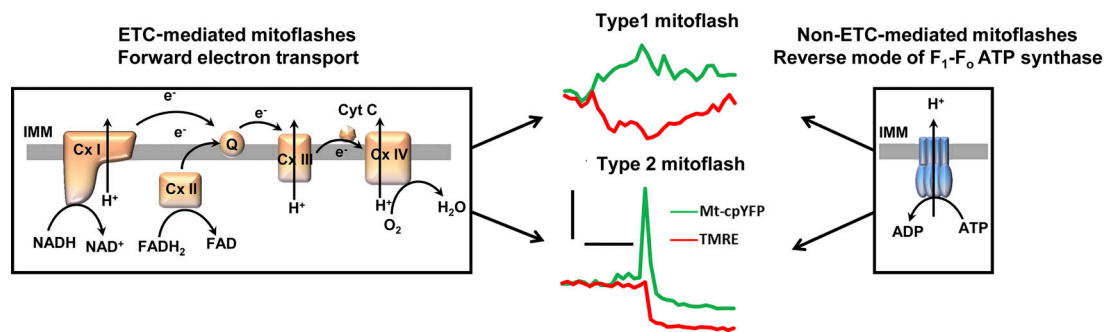 ETC-mediated mitoflashes
Forward electron transport
Type1 mitoflash
Non-ETC-mediated mitoflashes
Reverse mode of F₁-Fₒ ATP synthase
IMM
Cx I
H⁺
NADH
NAD⁺
e⁻
e⁻
Q
Cx II
FADH₂
FAD
e⁻
Cx III
H⁺
Cyt C
e⁻
Cx IV
H⁺
O₂
H₂O
Type 2 mitoflash
Mt-cpYFP
TMRE
H⁺
IMM
ADP
ATP